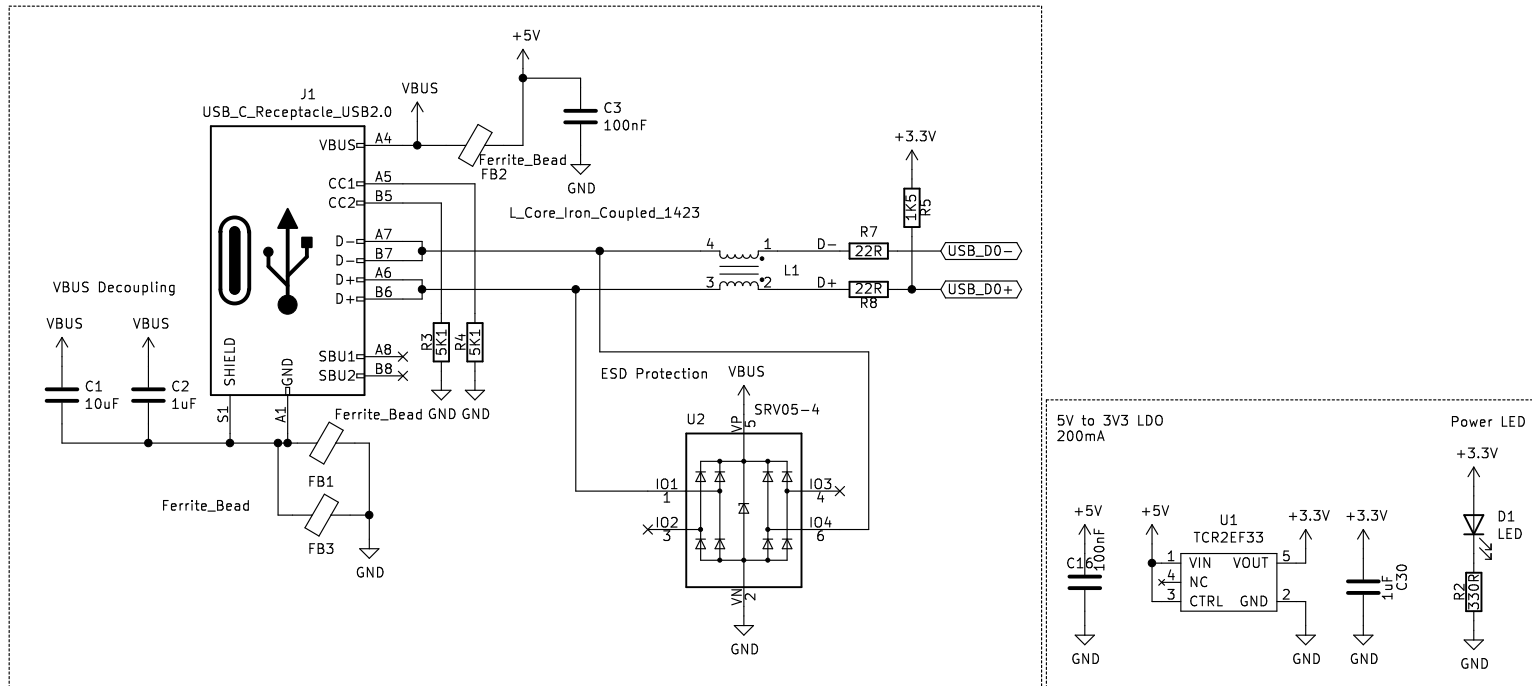 +5V
C3
100nF
GND
J1
USB_C_Receptacle_USB2.0
VBUS
VBUS
A4
CC1
A5
CC2
B5
D-
A7
D-
B7
D+
A6
D+
B6
SBU1
A8
SBU2
B8
SHIELD
S1
GND
A1
Ferrite_Bead
FB2
L_Core_Iron_Coupled_1423
4
1
3
2
L1
D-
D+
R7
22R
22R
R8
+3.3V
1K5
R5
USB_D0-
USB_D0+
VBUS Decoupling
VBUS
VBUS
C1
10uF
C2
1uF
R3
5K1
R4
5K1
GND
GND
Ferrite_Bead
FB1
Ferrite_Bead
FB3
GND
ESD Protection
VBUS
U2
SRV05-4
VP
5
IO1
1
IO2
3
IO3
4
IO4
6
VN
2
GND
5V to 3V3 LDO
200mA
+5V
C16
100nF
GND
+5V
U1
TCR2EF33
1
VIN
4
NC
3
CTRL
VOUT
5
GND
2
+3.3V
GND
+3.3V
1uF
C30
GND
Power LED
+3.3V
D1
LED
R2
330R
GND